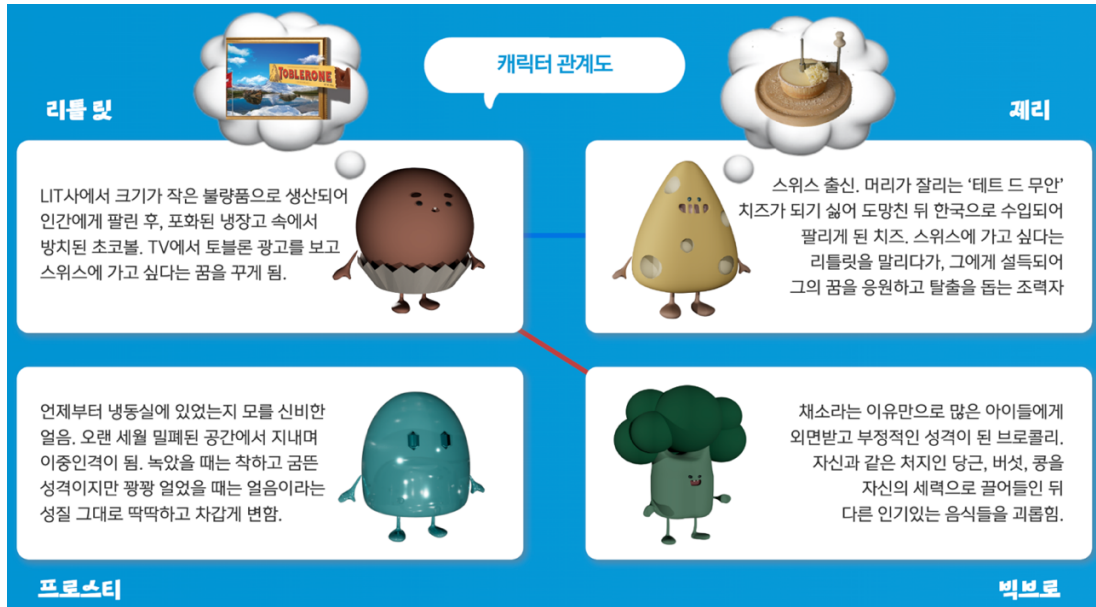 캐릭터 관계도
리틀 릿
TOBLERONE
LIT사에서 크기가 작은 불량품으로 생산되어
인간에게 팔린 후, 포화된 냉장고 속에서
방치된 초코볼. TV에서 토블론 광고를 보고
스위스에 가고 싶다는 꿈을 꾸게 됨.
제리
스위스 출신. 머리가 잘리는 ‘테트 드 무안’
치즈가 되기 싫어 도망친 뒤 한국으로 수입되어
팔리게 된 치즈. 스위스에 가고 싶다는
리틀릿을 말리다가, 그에게 설득되어
그의 꿈을 응원하고 탈출을 돕는 조력자
언제부터 냉동실에 있었는지 모를 신비한
얼음. 오랜 세월 밀폐된 공간에서 지내며
이중인격이 됨. 녹았을 때는 착하고 굼뜬
성격이지만 꽝꽝 얼었을 때는 얼음이라는
성질 그대로 딱딱하고 차갑게 변함.
프로스티
채소라는 이유만으로 많은 아이들에게
외면받고 부정적인 성격이 된 브로콜리.
자신과 같은 처지인 당근, 버섯, 콩을
자신의 세력으로 끌어들인 뒤
다른 인기있는 음식들을 괴롭힘.
빅브로